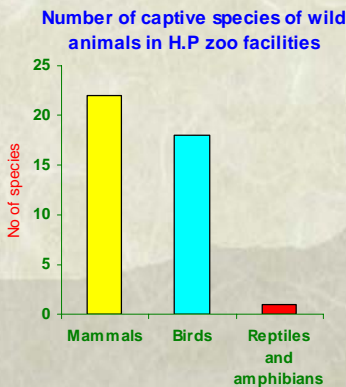 Number of captive species of wild
animals in H.P zoo facilities
No of species
25
20
15
10
5
0
Mammals
Birds
Reptiles
and
amphibians